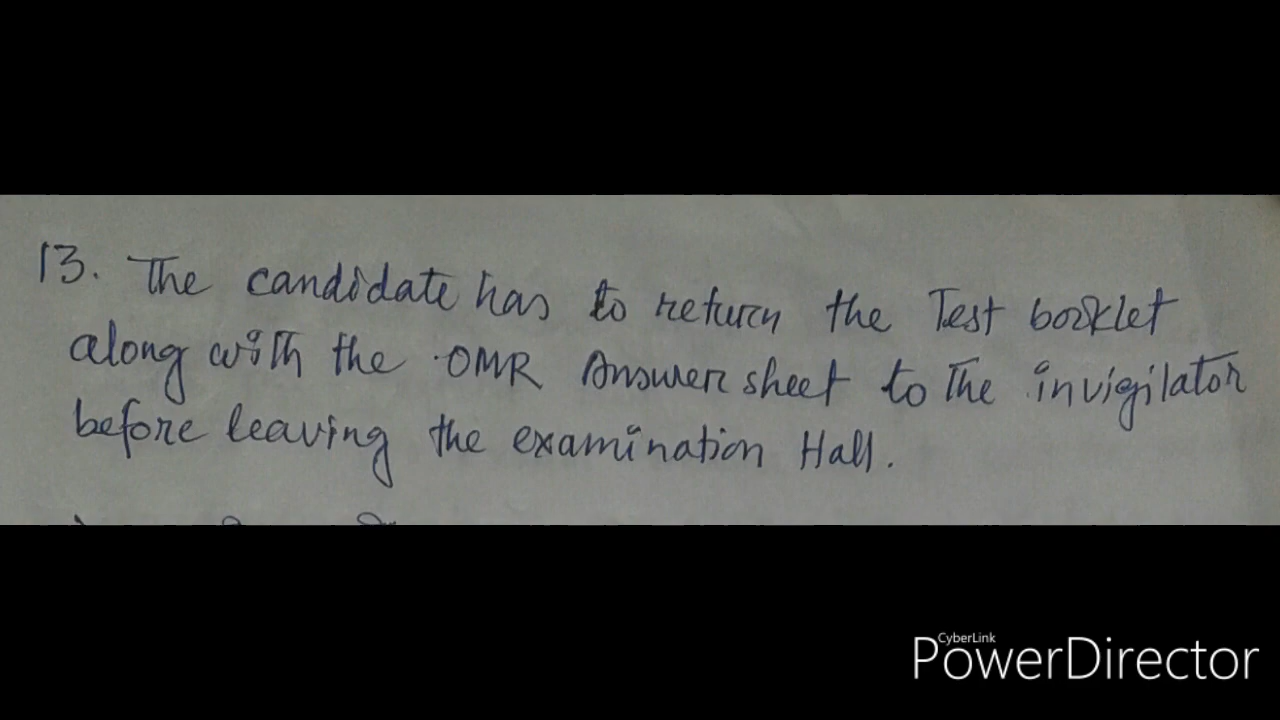 13. The candidate has to return the Test booklet
along with the OMR Answer sheet to The invigilator
before leaving the examination Hall.
CyberLink
PowerDirector